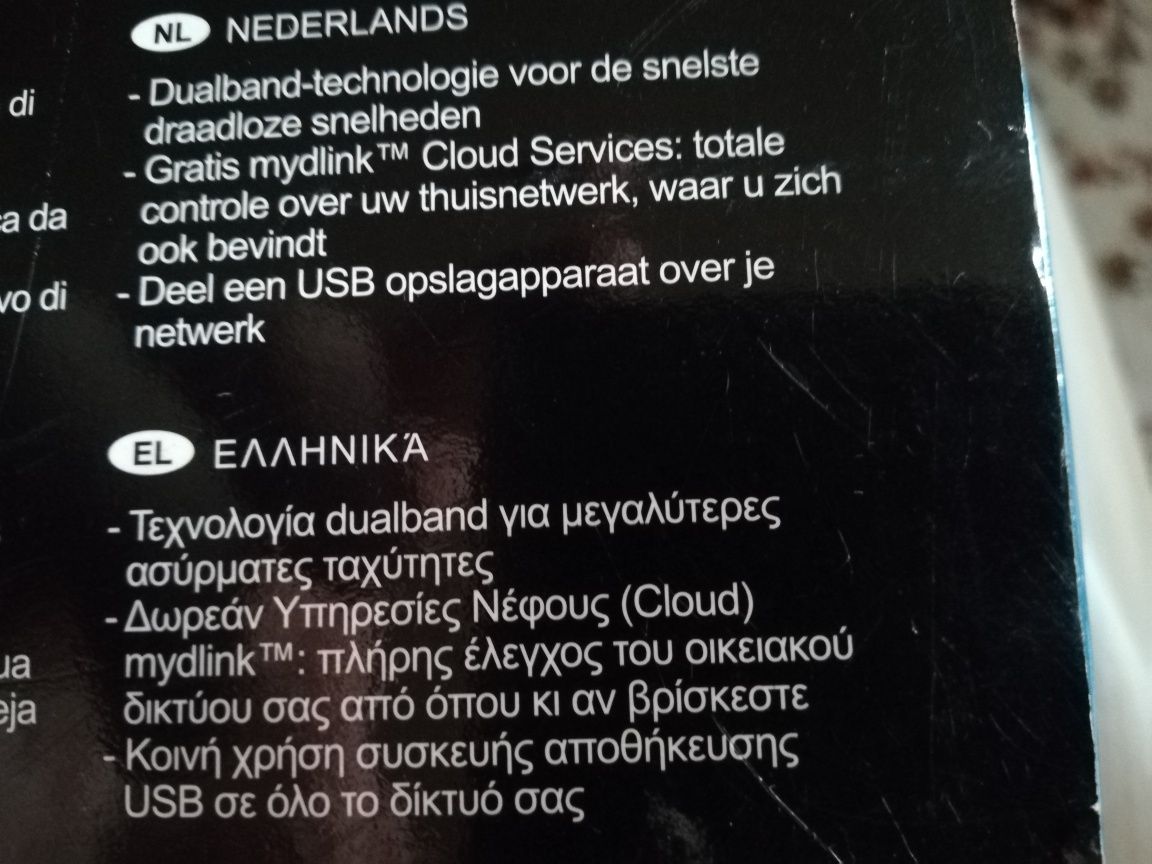 di
ca da
vo di
ua
eja
NL NEDERLANDS
- Dualband-technologie voor de snelste
draadloze snelheden
- Gratis mydlink™ Cloud Services: totale
controle over uw thuisnetwerk, waar u zich
ook bevindt
- Deel een USB opslagapparaat over je
netwerk
EL ΕΛΛΗΝΙΚΆ
- Τεχνολογία dualband για μεγαλύτερες
ασύρματες ταχύτητες
- Δωρεάν Υπηρεσίες Νέφους (Cloud)
mydlink™: πλήρης έλεγχος του οικειακού
δικτύου σας από όπου κι αν βρίσκεστε
- Κοινή χρήση συσκευής αποθήκευσης
USB σε όλο το δίκτυό σας